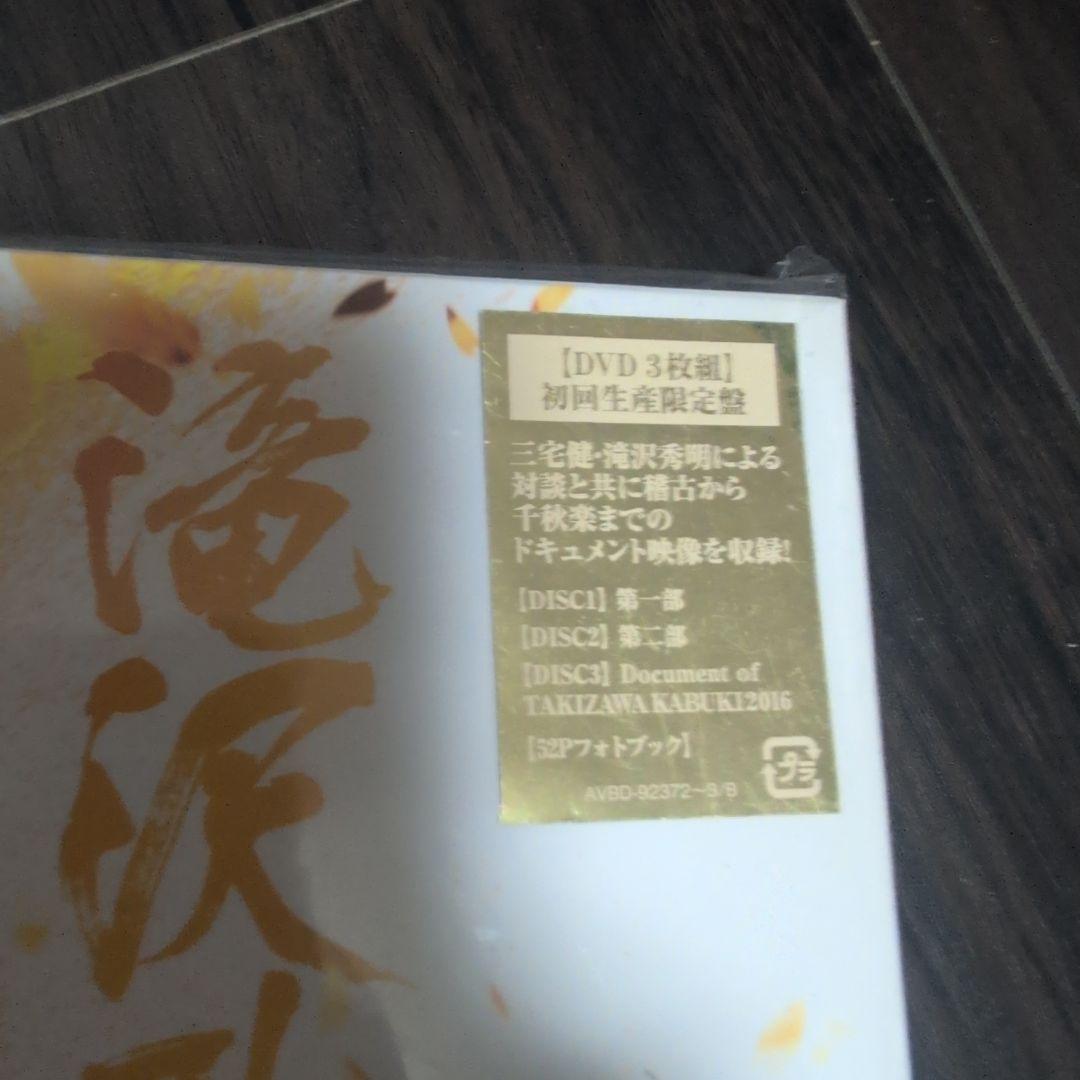 滝沢
【DVD 3枚組】
初回生産限定盤
三宅健・滝沢秀明による
対談と共に稽古から
千秋楽までの
ドキュメント映像を収録!
【DISC1】第一部
【DISC2】第二部
【DISC3】Document of
TAKIZAWA KABUKI 2016
【52Pフォトブック】
プラ
AVBD-92372~S/B